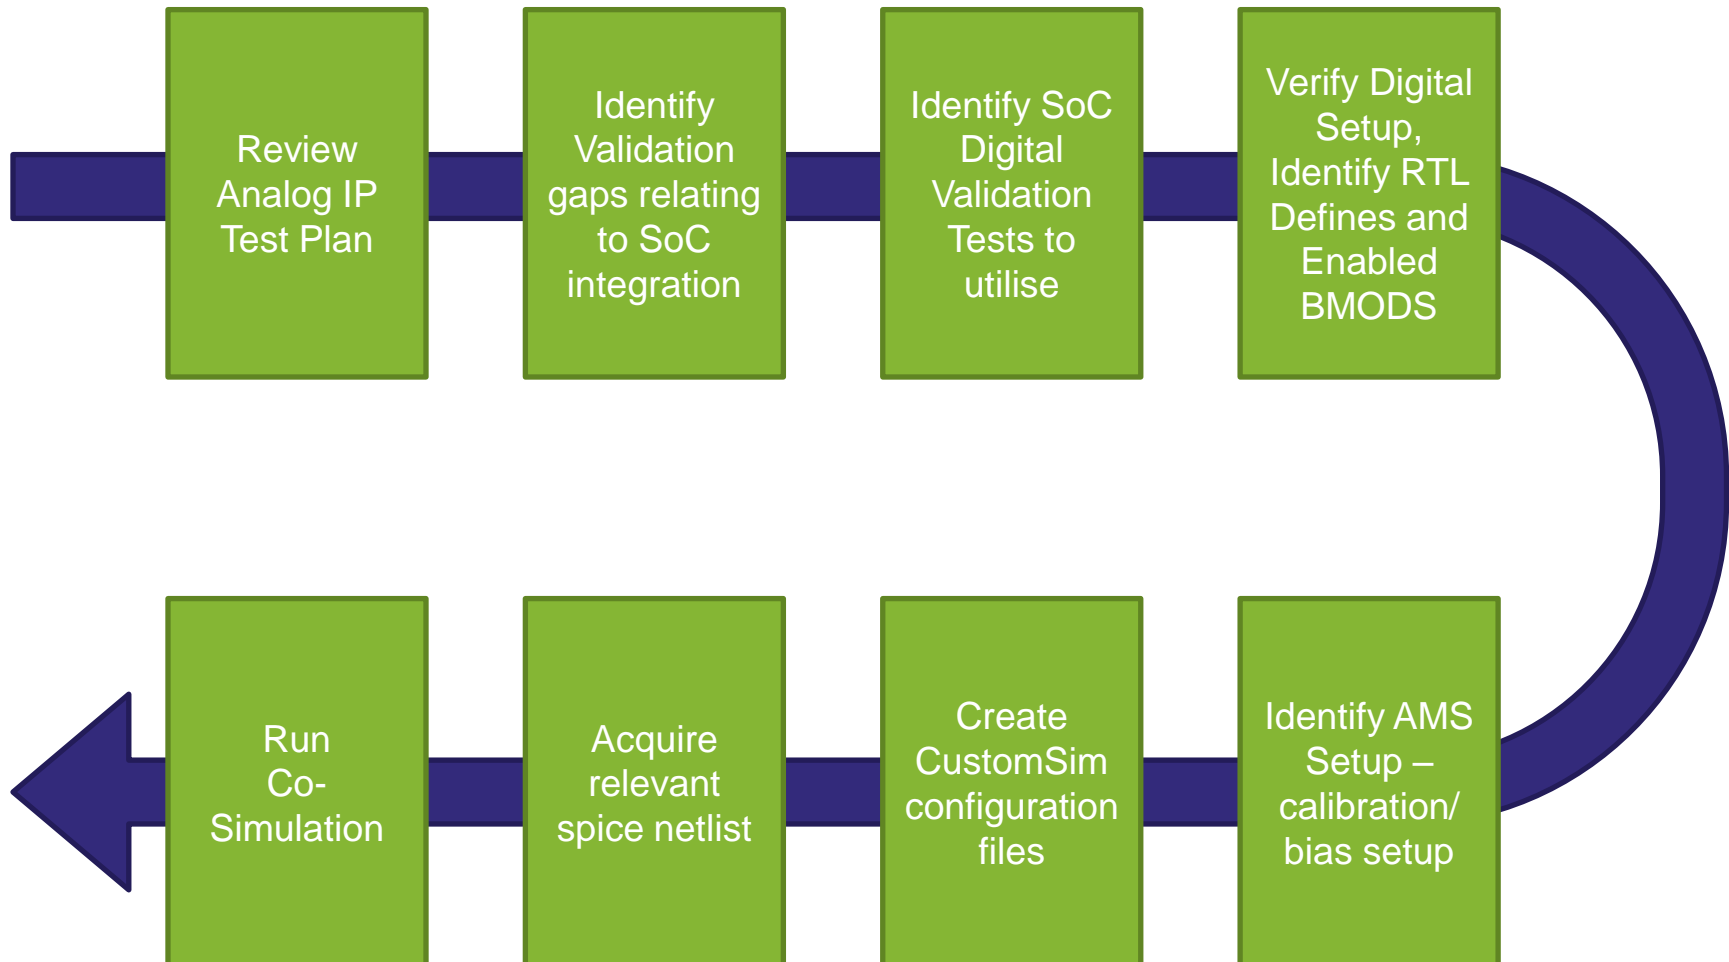 Review
Analog IP
Test Plan
Identify
Validation
gaps relating
to SoC
integration
Identify SoC
Digital
Validation
Tests to
utilise
Verify Digital
Setup,
Identify RTL
Defines and
Enabled
BMODS
Identify AMS
Setup –
calibration/
bias setup
Create
CustomSim
configuration
files
Acquire
relevant
spice netlist
Run
Co-
Simulation